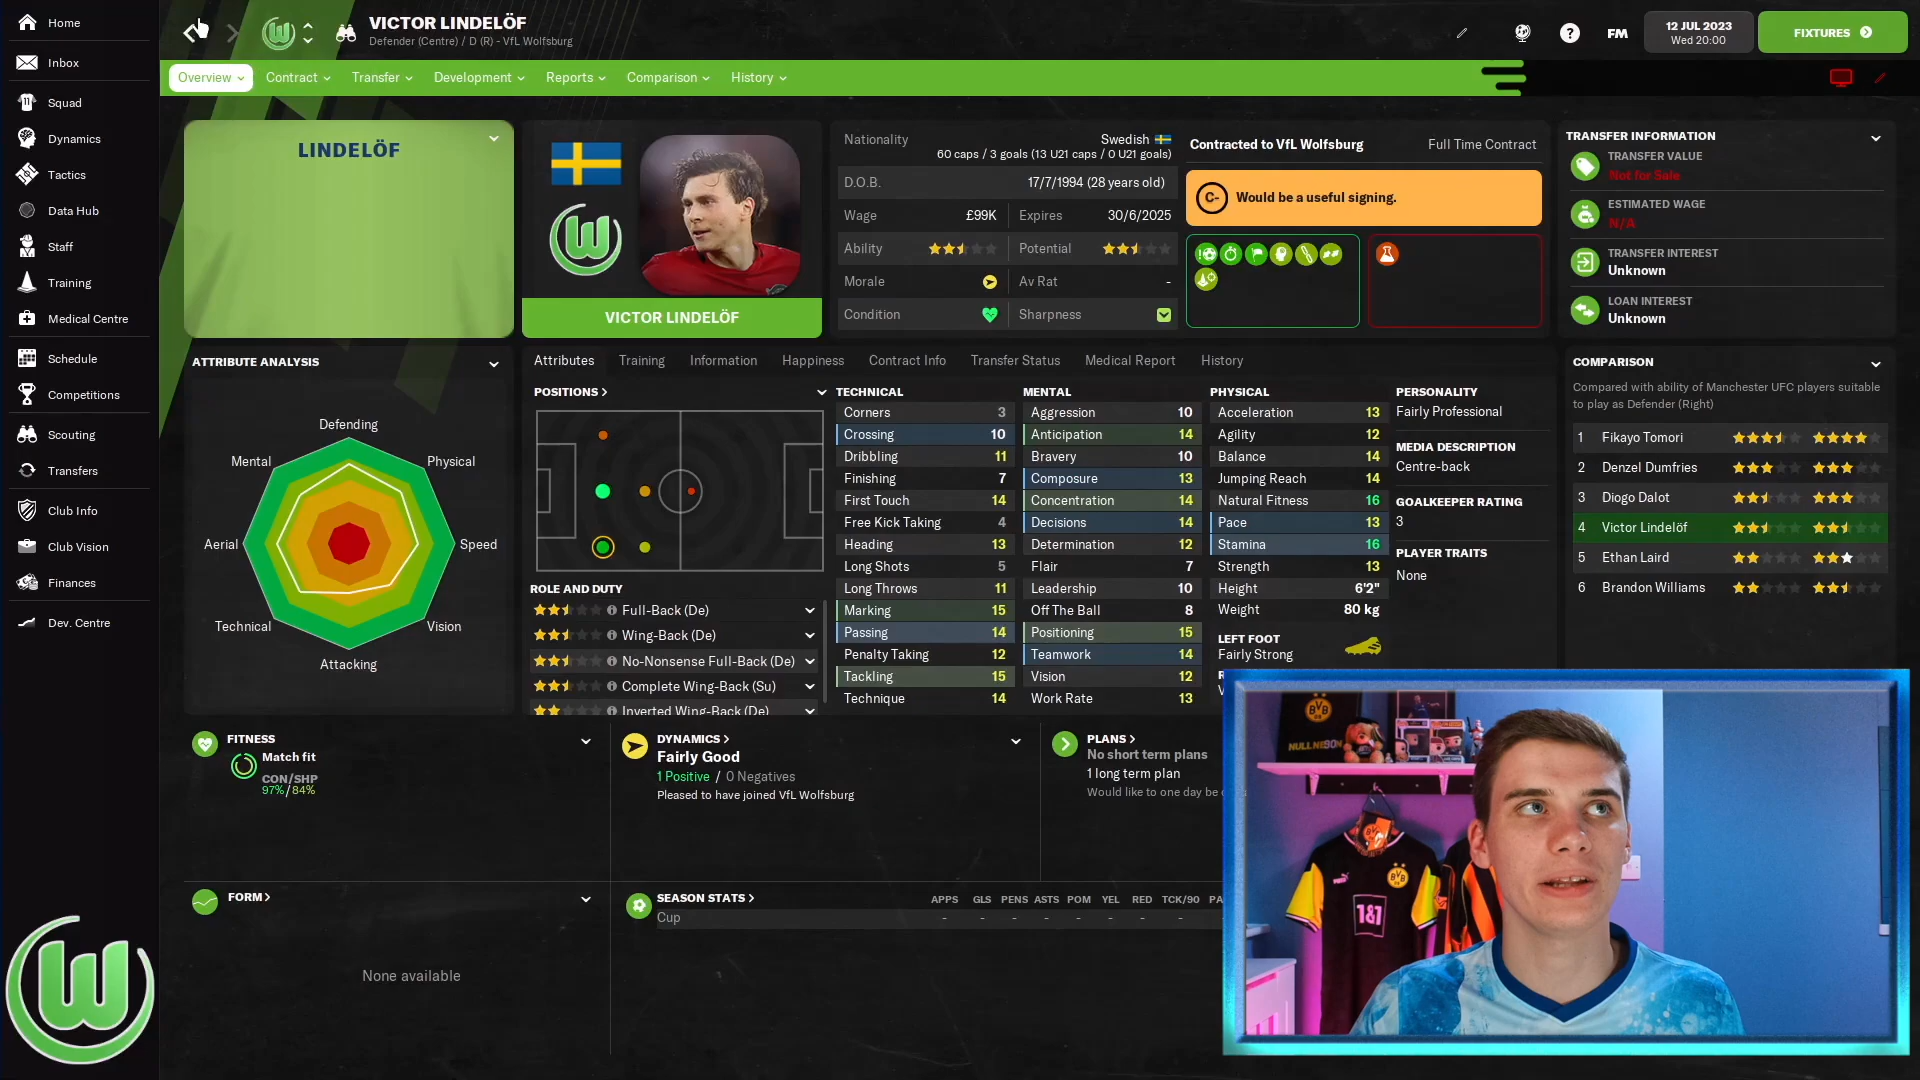 Home
Inbox
Squad
Dynamics
Tactics
Data Hub
Staff
Training
Medical Centre
Schedule
Competitions
Scouting
Transfers
Club Info
Club Vision
Finances
Dev. Centre
VICTOR LINDELÖF
Defender (Centre) / D (R) - VfL Wolfsburg
FM
12 JUL 2023
Wed 20:00
FIXTURES
Overview
Contract
Transfer
Development
Reports
Comparison
History
LINDELÖF
VICTOR LINDELÖF
Nationality Swedish
60 caps / 3 goals (13 U21 caps / 0 U21 goals)
D.O.B. 17/7/1994 (28 years old)
Wage £99K Expires 30/6/2025
Ability Potential
Morale Av Rat -
Condition Sharpness
Contracted to VfL Wolfsburg Full Time Contract
C- Would be a useful signing.
TRANSFER INFORMATION
TRANSFER VALUE
Not for Sale
ESTIMATED WAGE
N/A
TRANSFER INTEREST
Unknown
LOAN INTEREST
Unknown
ATTRIBUTE ANALYSIS
Defending
Mental Physical
Aerial Speed
Technical Vision
Attacking
Attributes Training Information Happiness Contract Info Transfer Status Medical Report History
POSITIONS >
ROLE AND DUTY
Full-Back (De)
Wing-Back (De)
No-Nonsense Full-Back (De)
Complete Wing-Back (Su)
Inverted Wing-Back (De)
TECHNICAL
Corners 3
Crossing 10
Dribbling 11
Finishing 7
First Touch 14
Free Kick Taking 4
Heading 13
Long Shots 5
Long Throws 11
Marking 15
Passing 14
Penalty Taking 12
Tackling 15
Technique 14
MENTAL
Aggression 10
Anticipation 14
Bravery 10
Composure 13
Concentration 14
Decisions 14
Determination 12
Flair 7
Leadership 10
Off The Ball 8
Positioning 15
Teamwork 14
Vision 12
Work Rate 13
PHYSICAL
Acceleration 13
Agility 12
Balance 14
Jumping Reach 14
Natural Fitness 16
Pace 13
Stamina 16
Strength 13
Height 6'2"
Weight 80 kg
LEFT FOOT
Fairly Strong
PERSONALITY
Fairly Professional
MEDIA DESCRIPTION
Centre-back
GOALKEEPER RATING
3
PLAYER TRAITS
None
COMPARISON
Compared with ability of Manchester UFC players suitable
to play as Defender (Right)
1 Fikayo Tomori
2 Denzel Dumfries
3 Diogo Dalot
4 Victor Lindelöf
5 Ethan Laird
6 Brandon Williams
FITNESS
Match fit
CON/SHP
97%/84%
DYNAMICS >
Fairly Good
1 Positive / 0 Negatives
Pleased to have joined VfL Wolfsburg
PLANS >
No short term plans
1 long term plan
Would like to one day be
FORM >
None available
SEASON STATS > APPS GLS PENS ASTS POM YEL RED TCK/90 PA
Cup - - - - - - - -
BVB
09
BVB
09
1&1